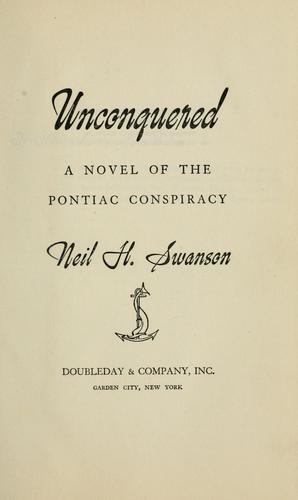 Unconquered
A NOVEL OF THE
PONTIAC CONSPIRACY
Neil H. Swanson
DOUBLEDAY & COMPANY, INC.
GARDEN CITY, NEW YORK